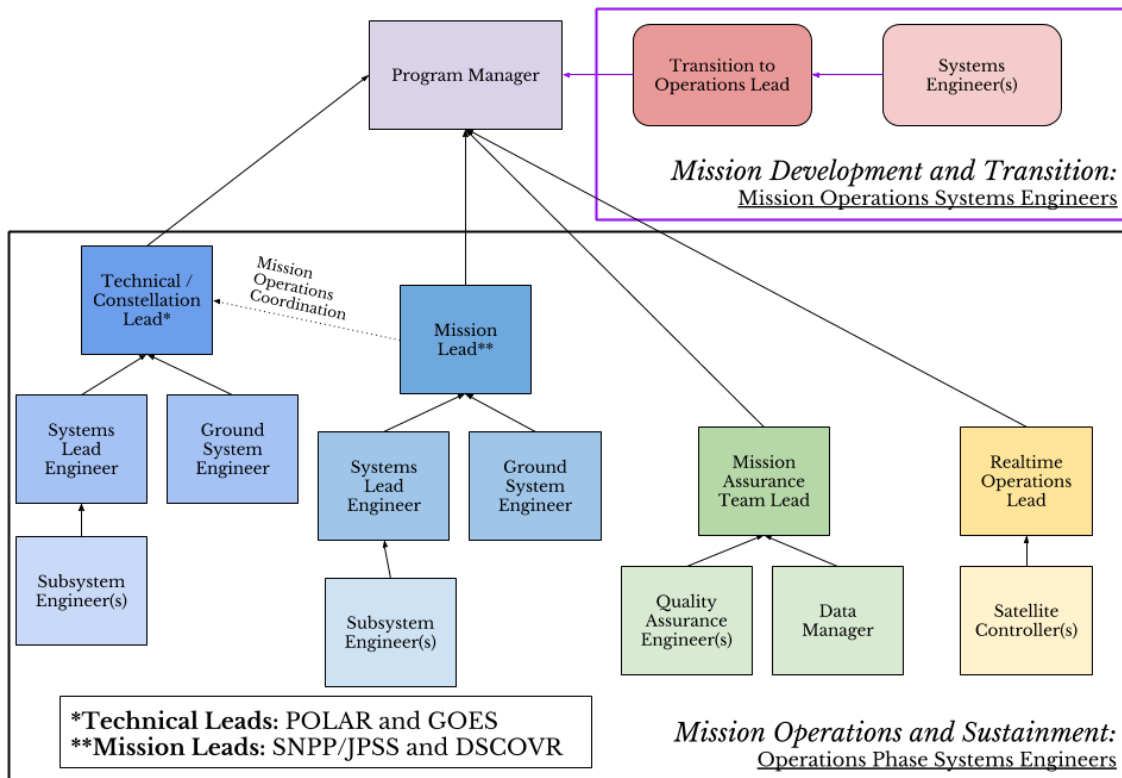 Program Manager
Transition to
Operations Lead
Systems
Engineer(s)
Mission Development and Transition:
Mission Operations Systems Engineers
Technical /
Constellation
Lead*
Mission
Operations
Coordination
Mission
Lead**
Systems
Lead
Engineer
Ground
System
Engineer
Systems
Lead
Engineer
Ground
System
Engineer
Mission
Assurance
Team Lead
Realtime
Operations
Lead
Subsystem
Engineer(s)
Subsystem
Engineer(s)
Quality
Assurance
Engineer(s)
Data
Manager
Satellite
Controller(s)
*Technical Leads: POLAR and GOES
**Mission Leads: SNPP/JPSS and DSCOVR
Mission Operations and Sustainment:
Operations Phase Systems Engineers